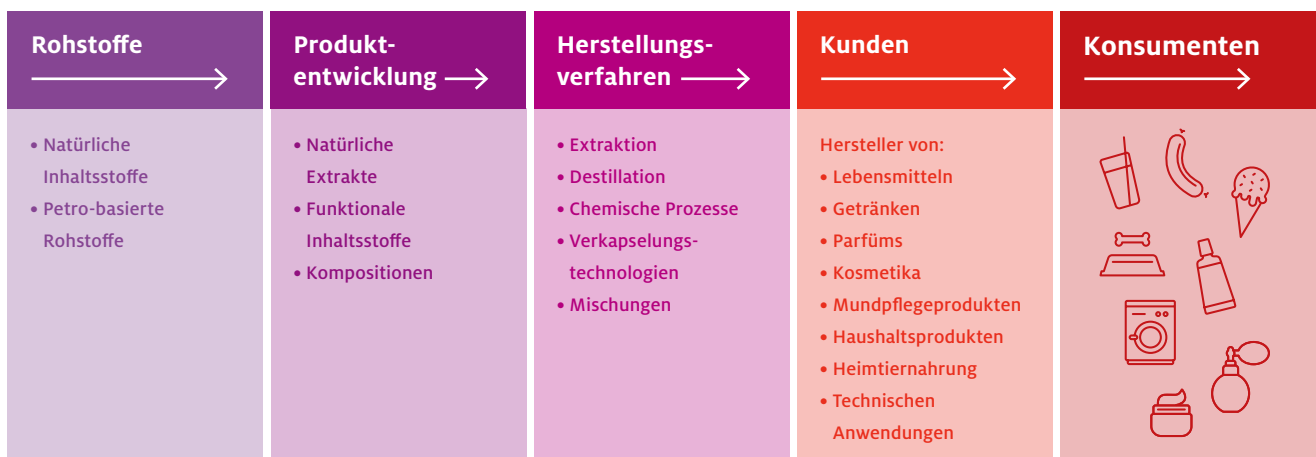 Rohstoffe
• Natürliche
Inhaltsstoffe
• Petro-basierte
Rohstoffe
Produkt-
entwicklung
• Natürliche
Extrakte
• Funktionale
Inhaltsstoffe
• Kompositionen
Herstellungs-
verfahren
• Extraktion
• Destillation
• Chemische Prozesse
• Verkapselungs-
technologien
• Mischungen
Kunden
Hersteller von:
• Lebensmitteln
• Getränken
• Parfüms
• Kosmetika
• Mundpflegeprodukten
• Haushaltsprodukten
• Heimtiernahrung
• Technischen
Anwendungen
Konsumenten